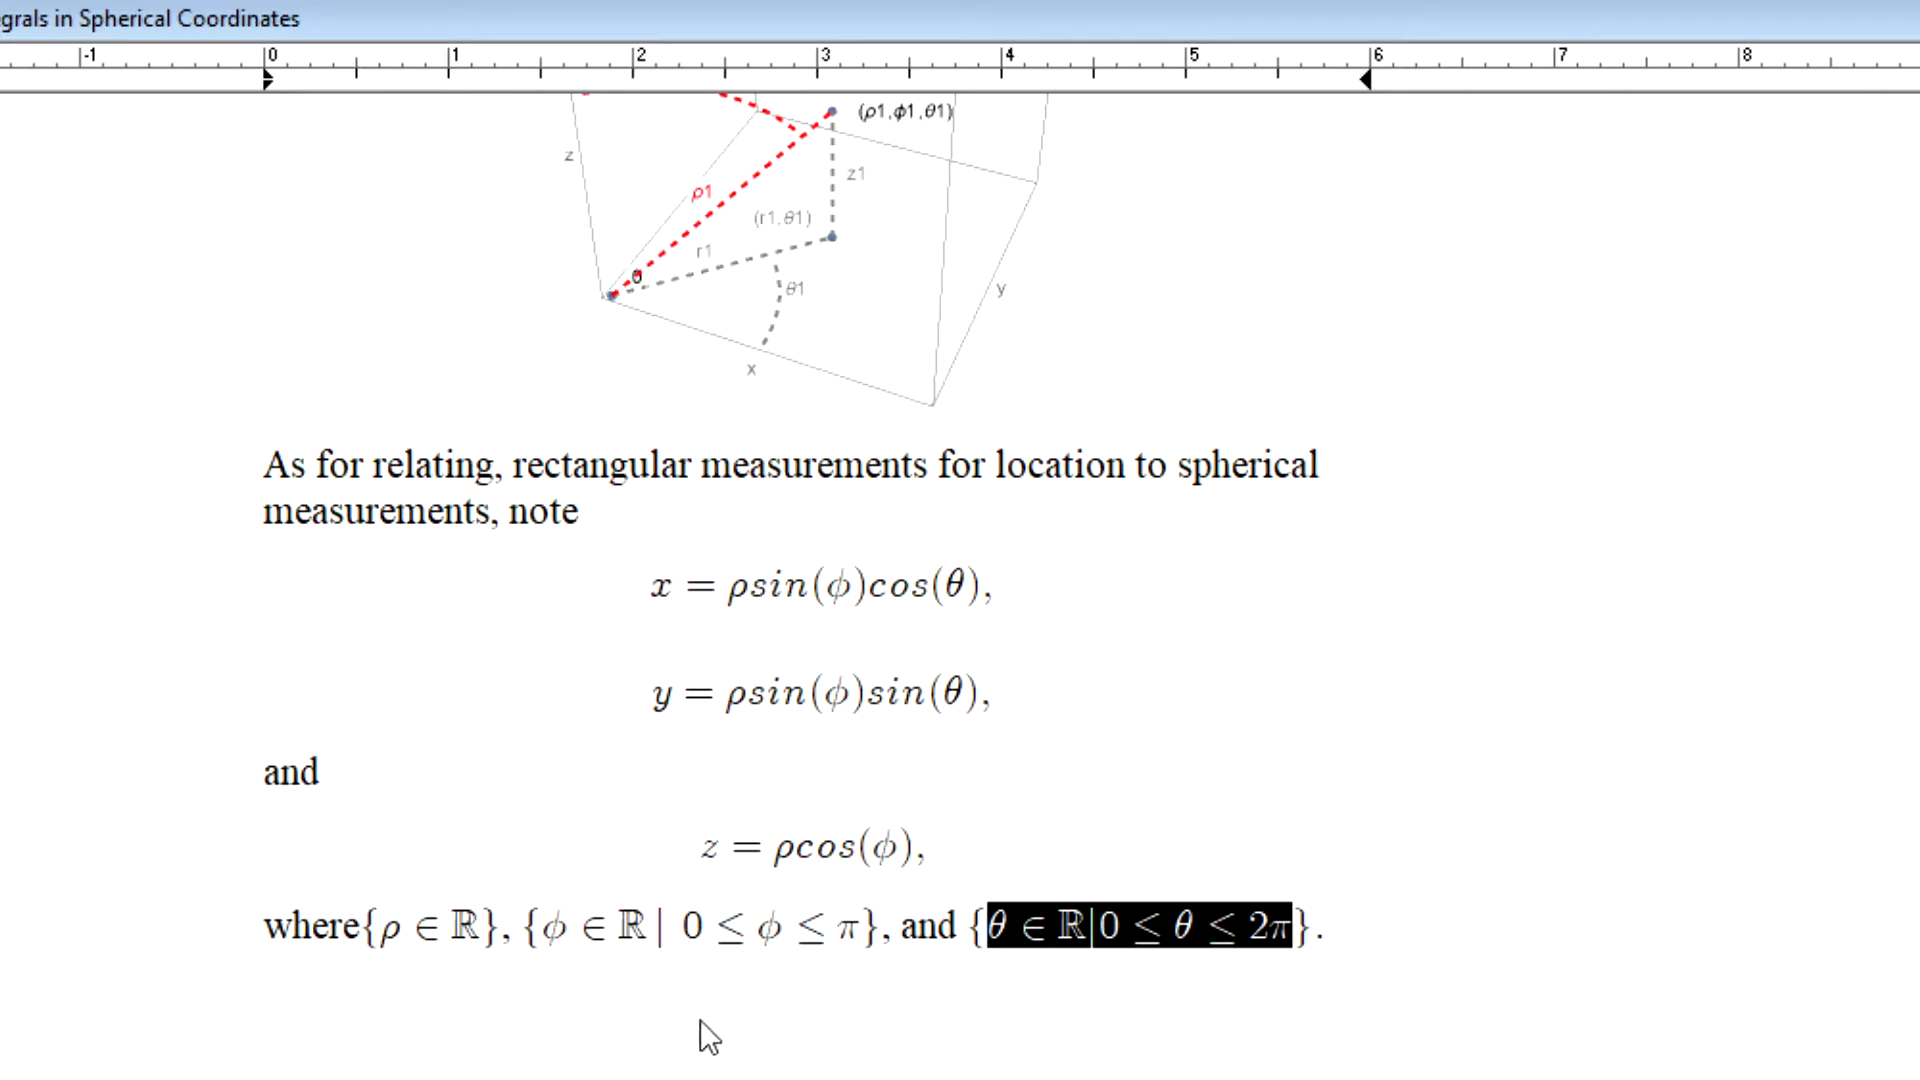 egrals in Spherical Coordinates
-1 0 1 2 3 4 5 6 7 8
(ρ1,ϕ1,θ1)
z
z1
ρ1
(r1,θ1)
r1
0
θ1
y
x
As for relating, rectangular measurements for location to spherical
measurements, note
x = ρsin(ϕ)cos(θ),
y = ρsin(ϕ)sin(θ),
and
z = ρcos(ϕ),
where{ρ ∈ ℝ}, {ϕ ∈ ℝ | 0 ≤ ϕ ≤ π}, and {θ ∈ ℝ|0 ≤ θ ≤ 2π}.